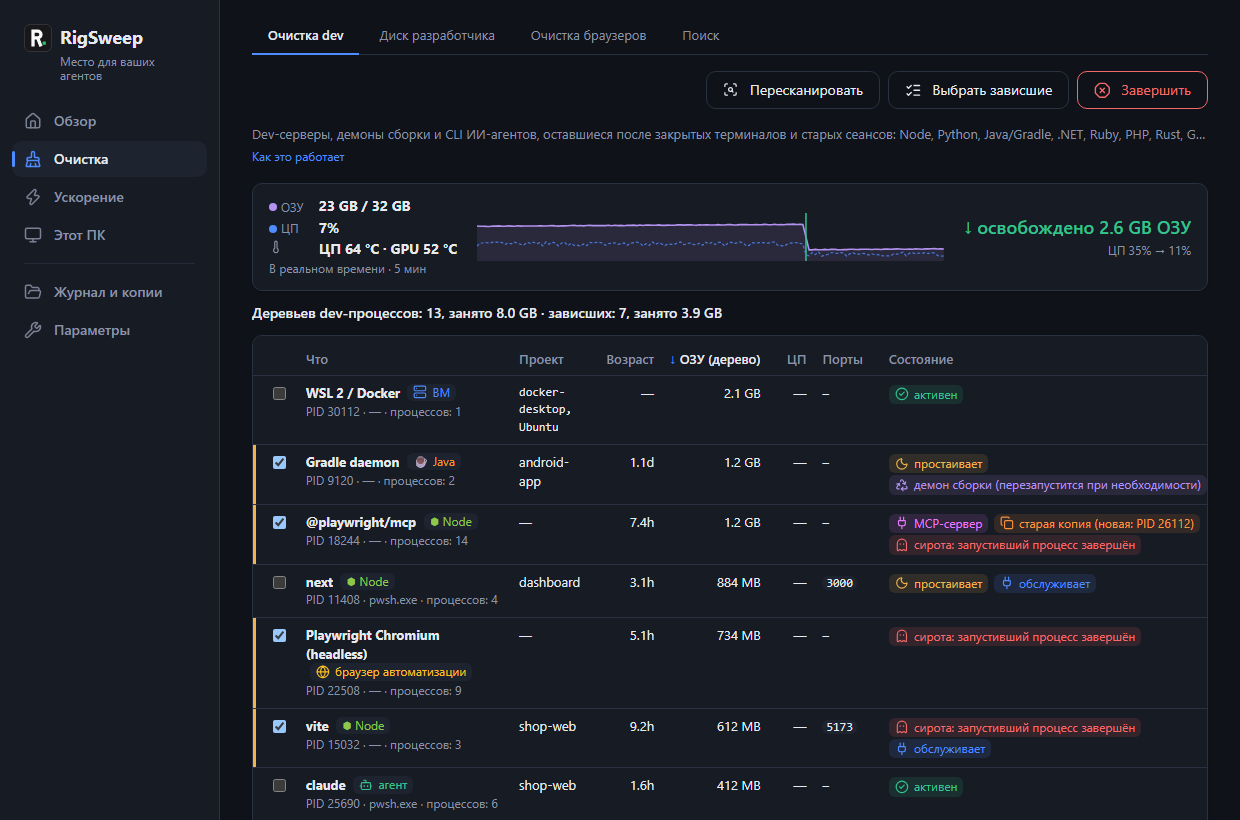 R.
RigSweep
Место для ваших
агентов
Обзор
Очистка
Ускорение
Этот ПК
Журнал и копии
Параметры
Очистка dev
Диск разработчика
Очистка браузеров
Поиск
Пересканировать
Выбрать зависшие
Завершить
Dev-серверы, демоны сборки и CLI ИИ-агентов, оставшиеся после закрытых терминалов и старых сеансов: Node, Python, Java/Gradle, .NET, Ruby, PHP, Rust, G...
Как это работает
ОЗУ 23 GB / 32 GB
ЦП 7%
ЦП 64 °C · GPU 52 °C
В реальном времени · 5 мин
↓ освобождено 2.6 GB ОЗУ
ЦП 35% → 11%
Деревьев dev-процессов: 13, занято 8.0 GB · зависших: 7, занято 3.9 GB
Что Проект Возраст ↓ ОЗУ (дерево) ЦП Порты Состояние
WSL 2 / Docker ВМ
PID 30112 · — · процессов: 1
docker-
desktop,
Ubuntu
— 2.1 GB — –
активен
Gradle daemon Java
PID 9120 · — · процессов: 2
android-
app
1.1d 1.2 GB — –
простаивает
демон сборки (перезапустится при необходимости)
@playwright/mcp Node
PID 18244 · — · процессов: 14
— 7.4h 1.2 GB — –
MCP-сервер старая копия (новая: PID 26112)
сирота: запустивший процесс завершён
next Node
PID 11408 · pwsh.exe · процессов: 4
dashboard 3.1h 884 MB — 3000
простаивает обслуживает
Playwright Chromium
(headless)
браузер автоматизации
PID 22508 · — · процессов: 9
— 5.1h 734 MB — –
сирота: запустивший процесс завершён
vite Node
PID 15032 · — · процессов: 3
shop-web 9.2h 612 MB — 5173
сирота: запустивший процесс завершён
обслуживает
claude агент
PID 25690 · pwsh.exe · процессов: 6
shop-web 1.6h 412 MB — –
активен